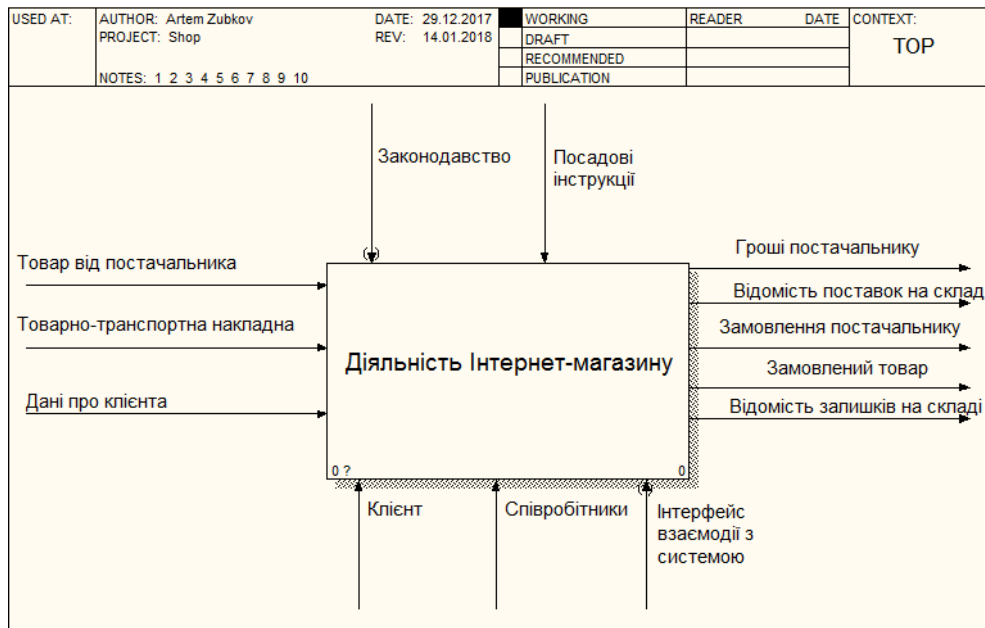 USED AT:
AUTHOR: Artem Zubkov
DATE: 29.12.2017
PROJECT: Shop
REV: 14.01.2018
NOTES: 1 2 3 4 5 6 7 8 9 10
WORKING
DRAFT
RECOMMENDED
PUBLICATION
READER
DATE
CONTEXT:
TOP
Законодавство
Посадові
інструкції
Товар від постачальника
Товарно-транспортна накладна
Дані про клієнта
Діяльність Інтернет-магазину
0 ?
0
Гроші постачальнику
Відомість поставок на склад
Замовлення постачальнику
Замовлений товар
Відомість залишків на складі
Клієнт
Співробітники
Інтерфейс
взаємодії з
системою